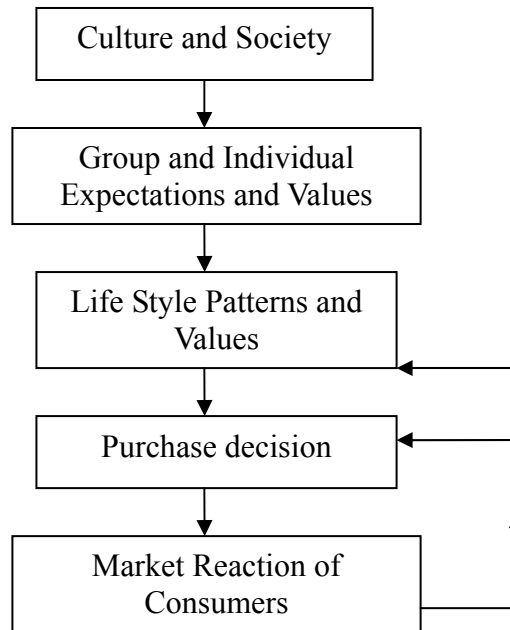 Culture and Society
Group and Individual
Expectations and Values
Life Style Patterns and
Values
Purchase decision
Market Reaction of
Consumers